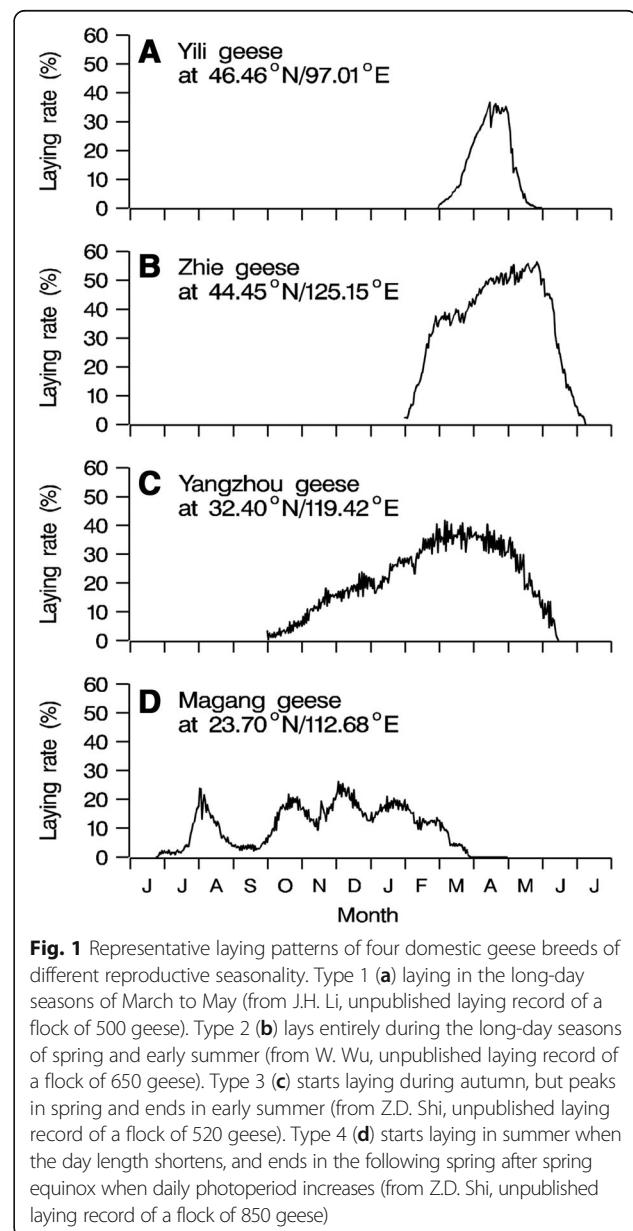 60
50
40
30
20
10
0
Laying rate (%)
A Yili geese
at 46.46°N/97.01°E
60
50
40
30
20
10
0
Laying rate (%)
B Zhie geese
at 44.45°N/125.15°E
60
50
40
30
20
10
0
Laying rate (%)
C Yangzhou geese
at 32.40°N/119.42°E
60
50
40
30
20
10
0
Laying rate (%)
D Magang geese
at 23.70°N/112.68°E
J J A S O N D J F M A M J J
Month
Fig. 1 Representative laying patterns of four domestic geese breeds of
different reproductive seasonality. Type 1 (a) laying in the long-day
seasons of March to May (from J.H. Li, unpublished laying record of a
flock of 500 geese). Type 2 (b) lays entirely during the long-day seasons
of spring and early summer (from W. Wu, unpublished laying record of
a flock of 650 geese). Type 3 (c) starts laying during autumn, but peaks
in spring and ends in early summer (from Z.D. Shi, unpublished laying
record of a flock of 520 geese). Type 4 (d) starts laying in summer when
the day length shortens, and ends in the following spring after spring
equinox when daily photoperiod increases (from Z.D. Shi, unpublished
laying record of a flock of 850 geese)